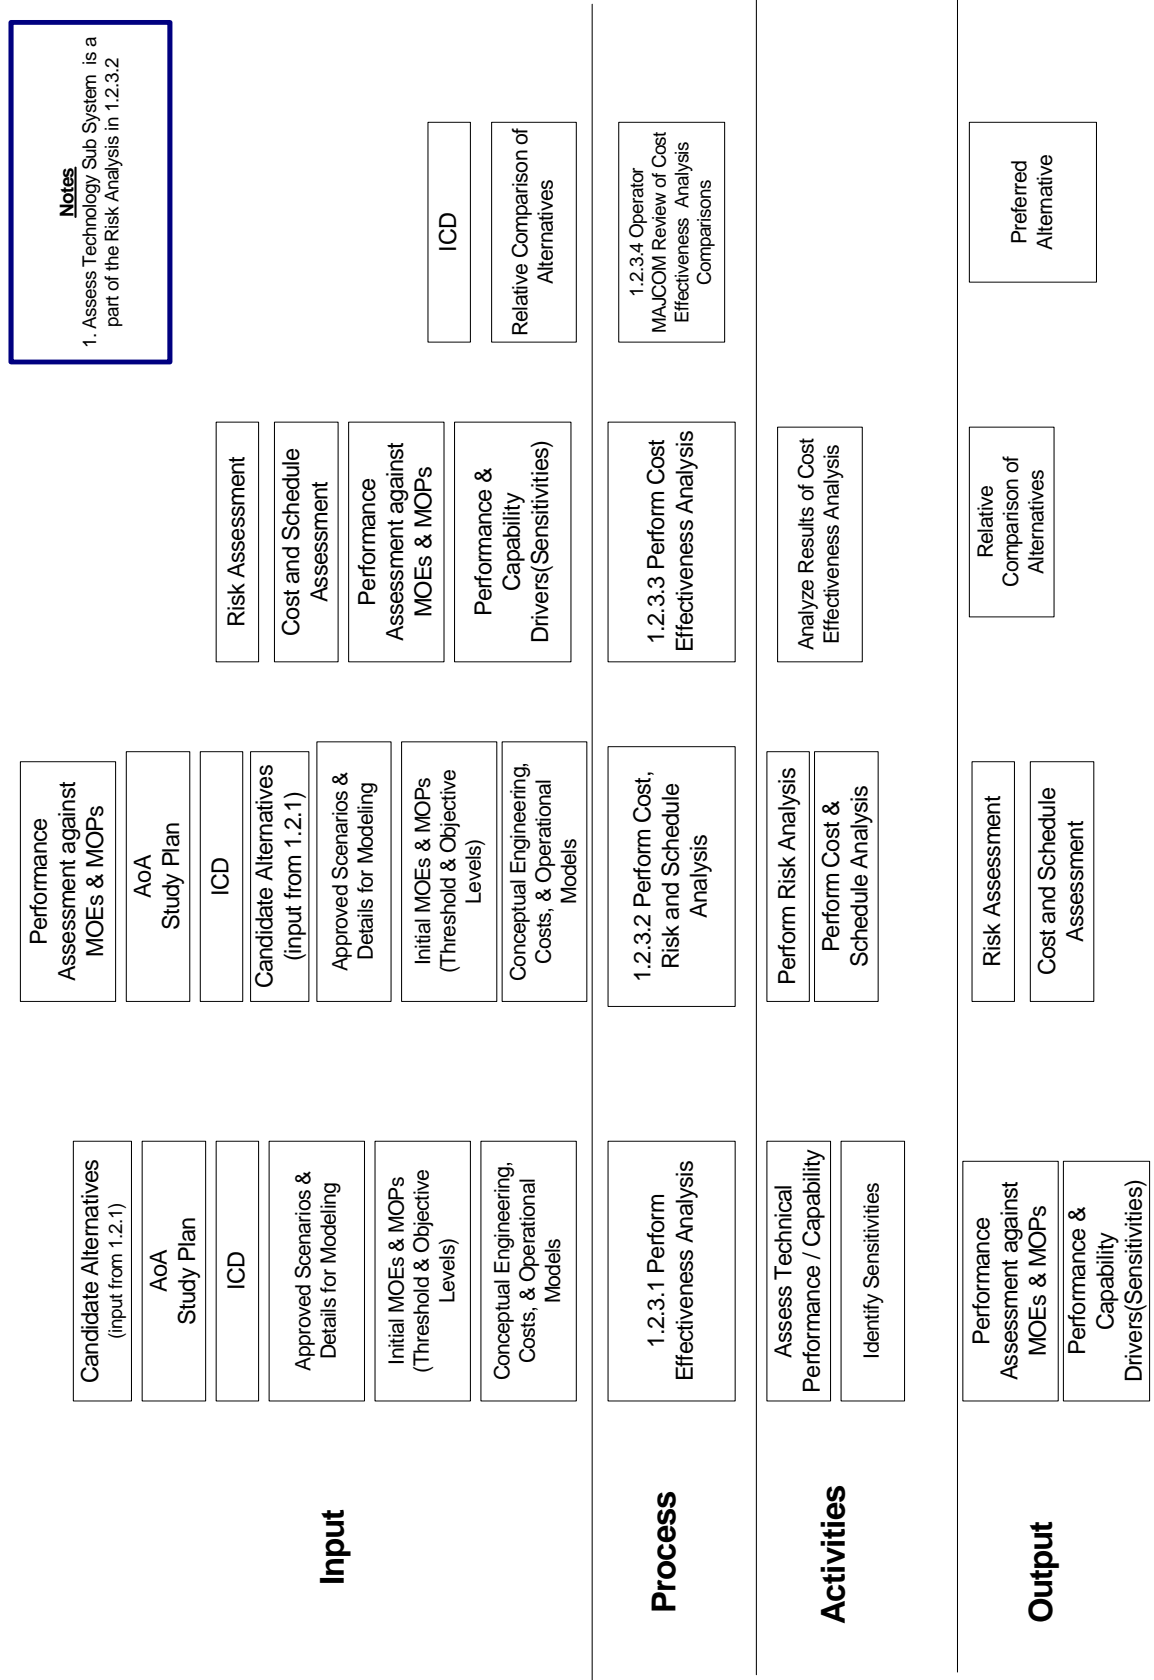 Notes
1. Assess Technology Sub System is a
part of the Risk Analysis in 1.2.3.2
Input
Candidate Alternatives
(input from 1.2.1)
AoA
Study Plan
ICD
Approved Scenarios &
Details for Modeling
Initial MOEs & MOPs
(Threshold & Objective
Levels)
Conceptual Engineering,
Costs, & Operational
Models
Performance
Assessment against
MOEs & MOPs
AoA
Study Plan
ICD
Candidate Alternatives
(input from 1.2.1)
Approved Scenarios &
Details for Modeling
Initial MOEs & MOPs
(Threshold & Objective
Levels)
Conceptual Engineering,
Costs, & Operational
Models
Risk Assessment
Cost and Schedule
Assessment
Performance
Assessment against
MOEs & MOPs
Performance &
Capability
Drivers(Sensitivities)
ICD
Relative Comparison of
Alternatives
Process
1.2.3.1 Perform
Effectiveness Analysis
1.2.3.2 Perform Cost,
Risk and Schedule
Analysis
1.2.3.3 Perform Cost
Effectiveness Analysis
1.2.3.4 Operator
MAJCOM Review of Cost
Effectiveness Analysis
Comparisons
Activities
Assess Technical
Performance / Capability
Identify Sensitivities
Perform Risk Analysis
Perform Cost &
Schedule Analysis
Analyze Results of Cost
Effectiveness Analysis
Output
Performance
Assessment against
MOEs & MOPs
Performance &
Capability
Drivers(Sensitivities)
Risk Assessment
Cost and Schedule
Assessment
Relative
Comparison of
Alternatives
Preferred
Alternative